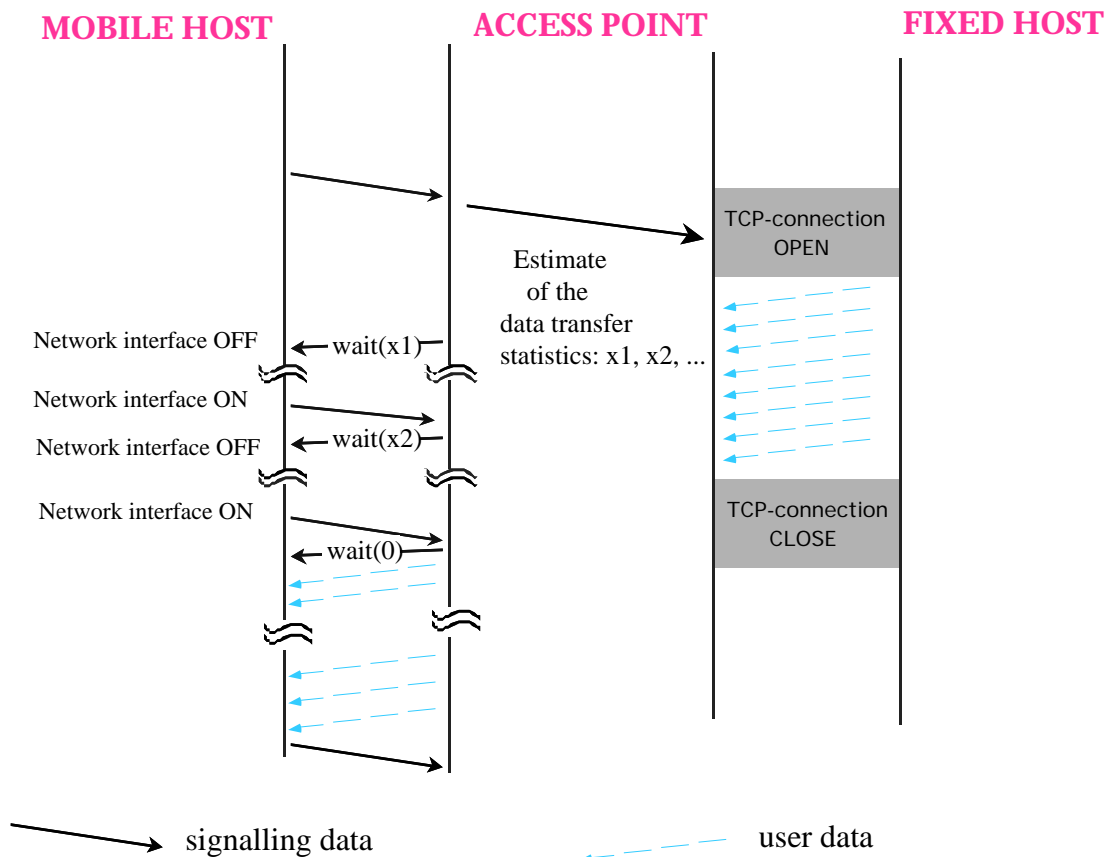 MOBILE HOST
ACCESS POINT
FIXED HOST
TCP-connection
OPEN
Estimate
of the
data transfer
statistics: x1, x2, ...
Network interface OFF
wait(x1)
Network interface ON
Network interface OFF
wait(x2)
Network interface ON
TCP-connection
CLOSE
wait(0)
signalling data
user data